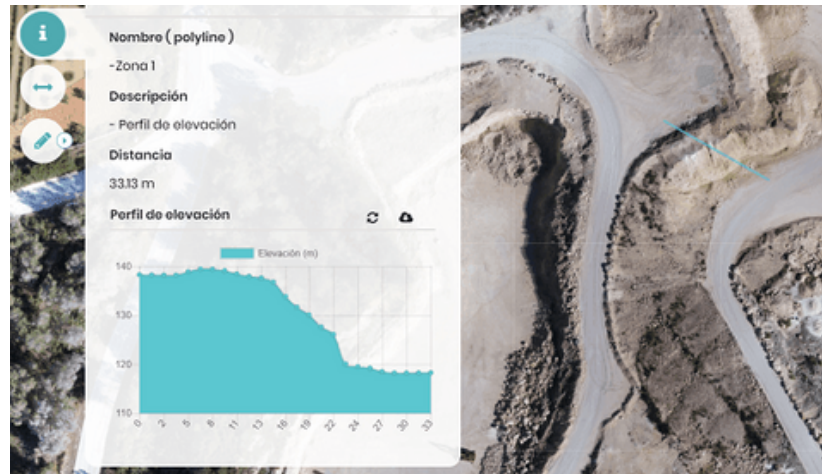 i
Nombre ( polyline )
-Zona 1
Descripción
- Perfil de elevación
Distancia
33.13 m
Perfil de elevación
Elevación (m)
140
130
120
110
0 2 5 8 11 13 16 19 22 24 27 30 33